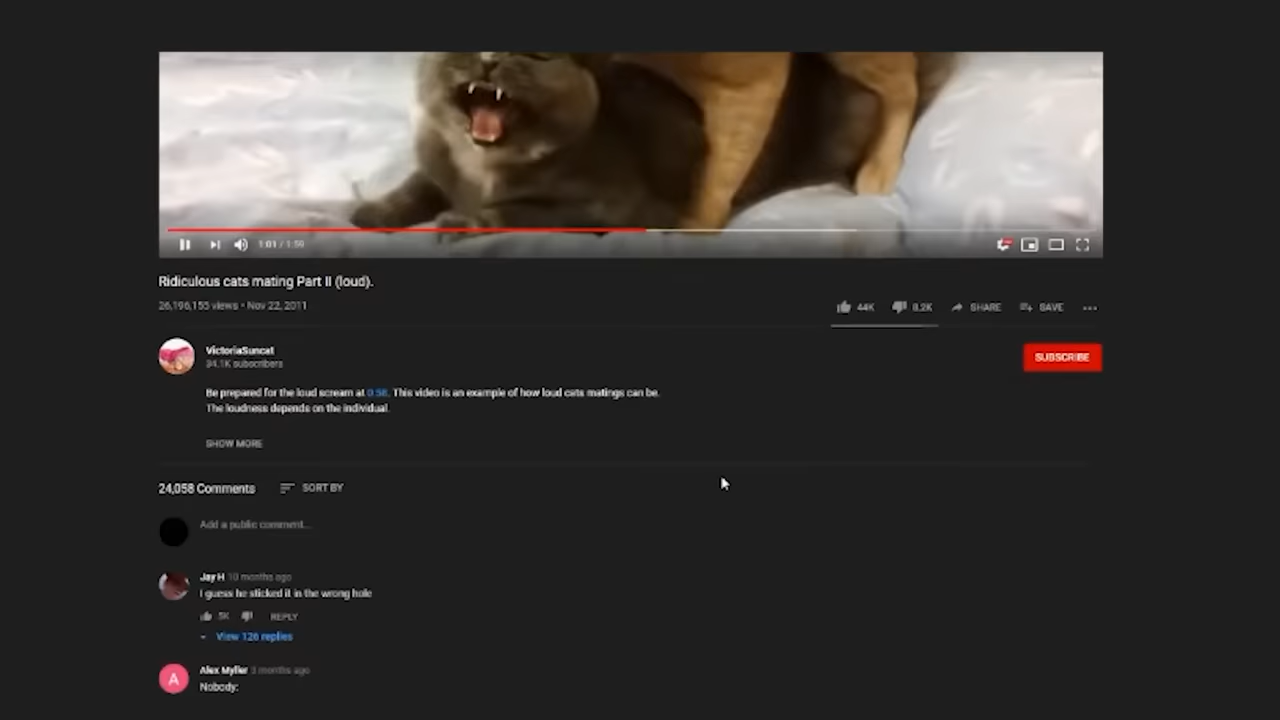 1:01 / 1:59
Ridiculous cats mating Part II (loud).
26,196,155 views • Nov 22, 2011
44K
8.2K
SHARE
SAVE
VictoriaSuncat
34.1K subscribers
SUBSCRIBE
Be prepared for the loud scream at 0:58. This video is an example of how loud cats matings can be.
The loudness depends on the individual.
SHOW MORE
24,058 Comments
SORT BY
Add a public comment...
Jay H 10 months ago
I guess he sticked it in the wrong hole
5K
REPLY
View 126 replies
A
Alex Myller 3 months ago
Nobody: